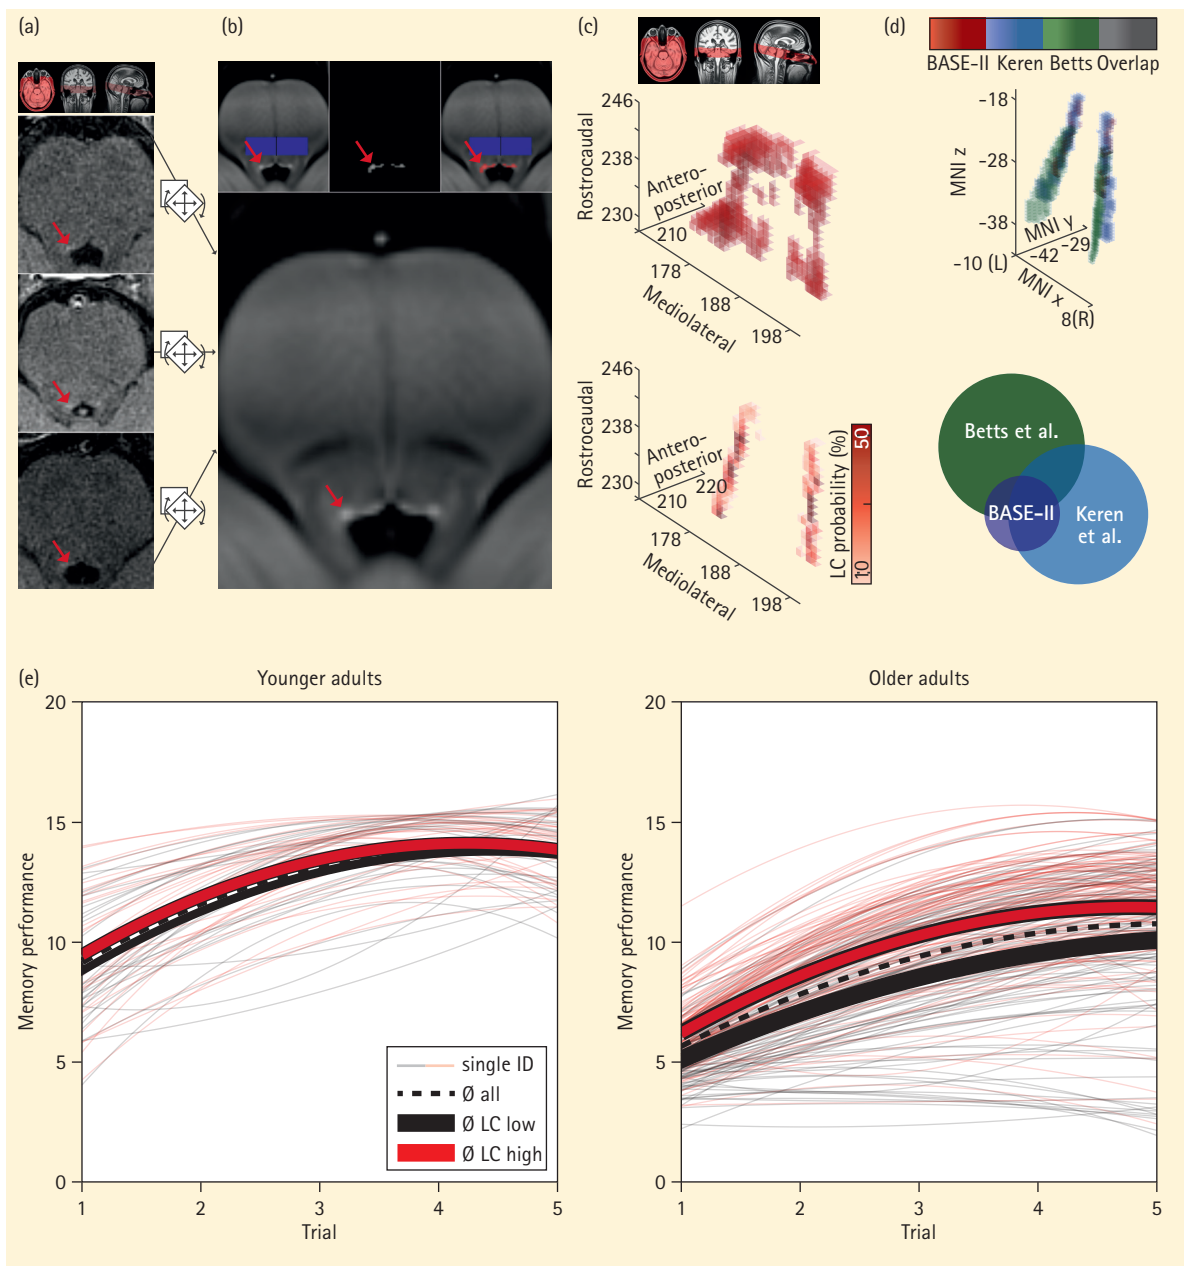 (a)
(b)
(c)
(d)
BASE-II Keren Betts Overlap
246
238
230
Rostrocaudal
Antero-
posterior
210
178
188
198
Mediolateral
-18
-28
-38
MNI z
MNI y
-29
-42
-10 (L)
MNI x
8(R)
246
238
230
Rostrocaudal
Antero-
posterior
220
210
178
188
198
Mediolateral
LC probability (%)
50
10
Betts et al.
BASE-II
Keren
et al.
(e)
Younger adults
20
15
10
5
0
Memory performance
single ID
Ø all
Ø LC low
Ø LC high
1 2 3 4 5
Trial
Older adults
20
15
10
5
0
Memory performance
1 2 3 4 5
Trial